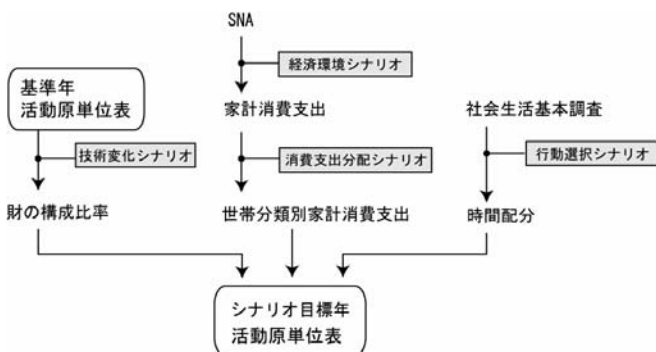 SNA
経済環境シナリオ
基準年
活動原単位表
家計消費支出
社会生活基本調査
技術変化シナリオ
消費支出分配シナリオ
行動選択シナリオ
財の構成比率
世帯分類別家計消費支出
時間配分
シナリオ目標年
活動原単位表